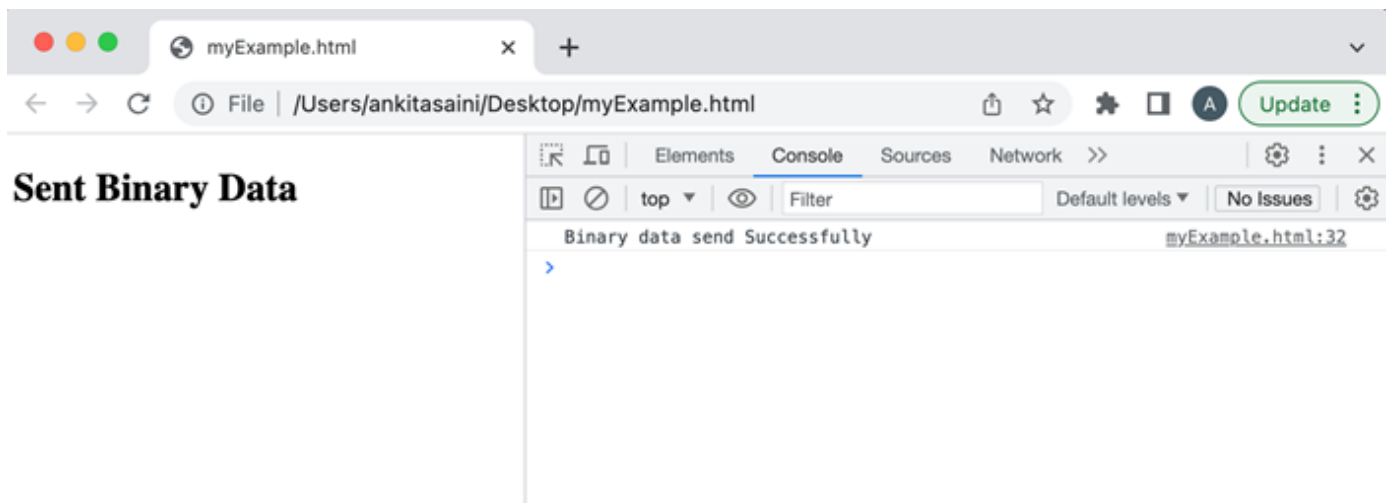 myExample.html
File | /Users/ankitasaini/Desktop/myExample.html A Update
Sent Binary Data
Elements Console Sources Network
top Filter Default levels No Issues
Binary data send Successfully myExample.html:32